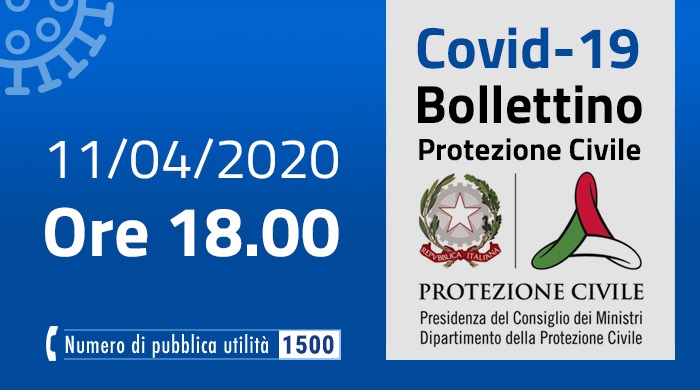 11/04/2020
Ore 18.00
Numero di pubblica utilità 1500
Covid-19
Bollettino
Protezione Civile
REPVBBLICA ITALIANA
PROTEZIONE CIVILE
Presidenza del Consiglio dei Ministri
Dipartimento della Protezione Civile